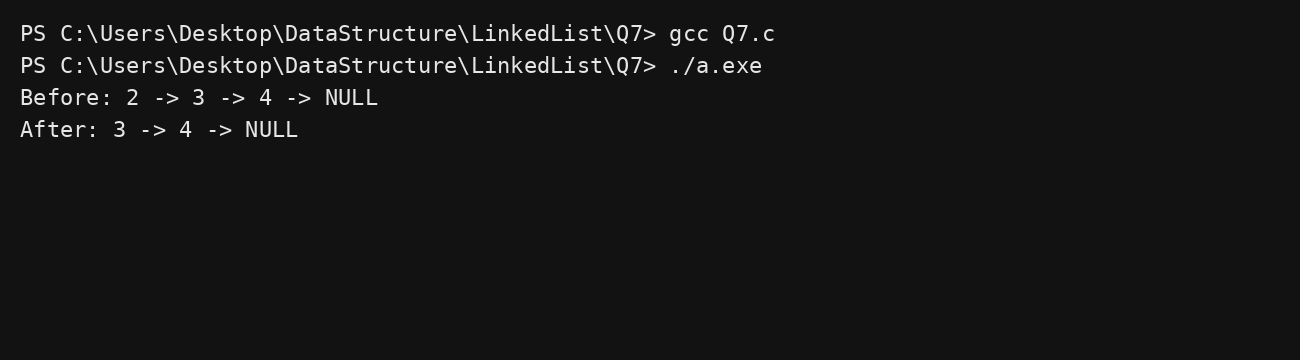 PS C:\Users\Desktop\DataStructure\LinkedList\Q7> gcc Q7.c
PS C:\Users\Desktop\DataStructure\LinkedList\Q7> ./a.exe
Before: 2 -> 3 -> 4 -> NULL
After: 3 -> 4 -> NULL